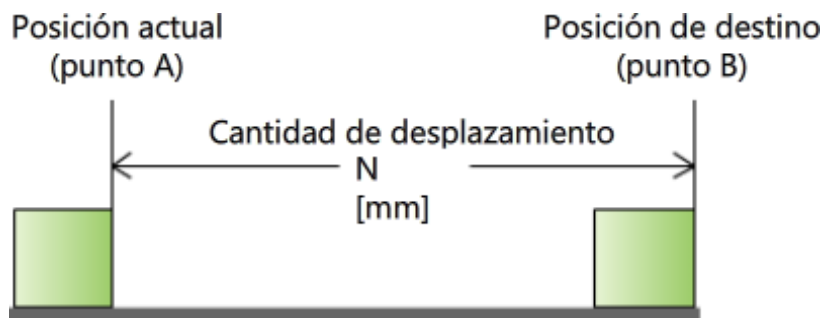 Posición actual
(punto A)
Posición de destino
(punto B)
Cantidad de desplazamiento
N
[mm]